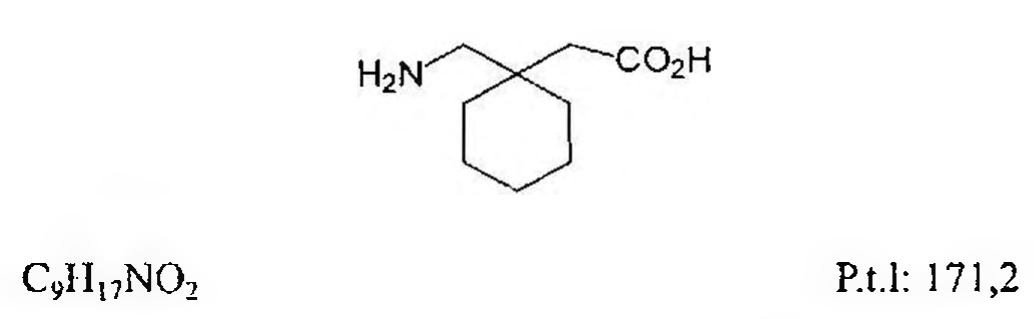 H₂N CO₂H
C₉H₁₇NO₂ P.t.l: 171,2